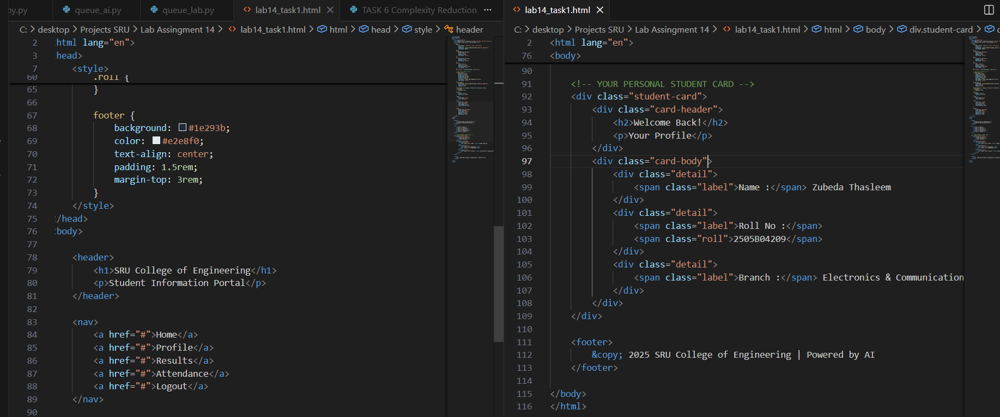 oy.py queue_ai.py queue_lab.py lab14_task1.html TASK 6 Complexity Reduction ...
C: > desktop > Projects SRU > Lab Assingment 14 > lab14_task1.html > html > head > style > header
2 html lang="en">
3 head>
7 <style>
60 .roll {
65 }
66
67 footer {
68 background: #1e293b;
69 color: #e2e8f0;
70 text-align: center;
71 padding: 1.5rem;
72 margin-top: 3rem;
73 }
74 </style>
75 /head>
76 body>
77
78 <header>
79 <h1>SRU College of Engineering</h1>
80 <p>Student Information Portal</p>
81 </header>
82
83 <nav>
84 <a href="#">Home</a>
85 <a href="#">Profile</a>
86 <a href="#">Results</a>
87 <a href="#">Attendance</a>
88 <a href="#">Logout</a>
89 </nav>
90
lab14_task1.html
C: > desktop > Projects SRU > Lab Assingment 14 > lab14_task1.html > html > body > div.student-card >
2 <html lang="en">
76 <body>
90
91 <!-- YOUR PERSONAL STUDENT CARD -->
92 <div class="student-card">
93 <div class="card-header">
94 <h2>Welcome Back!</h2>
95 <p>Your Profile</p>
96 </div>
97 <div class="card-body">
98 <div class="detail">
99 <span class="label">Name :</span> Zubeda Thasleem
100 </div>
101 <div class="detail">
102 <span class="label">Roll No :</span>
103 <span class="roll">2505B04209</span>
104 </div>
105 <div class="detail">
106 <span class="label">Branch :</span> Electronics & Communication
107 </div>
108 </div>
109 </div>
110
111 <footer>
112 &copy; 2025 SRU College of Engineering | Powered by AI
113 </footer>
114
115 </body>
116 </html>